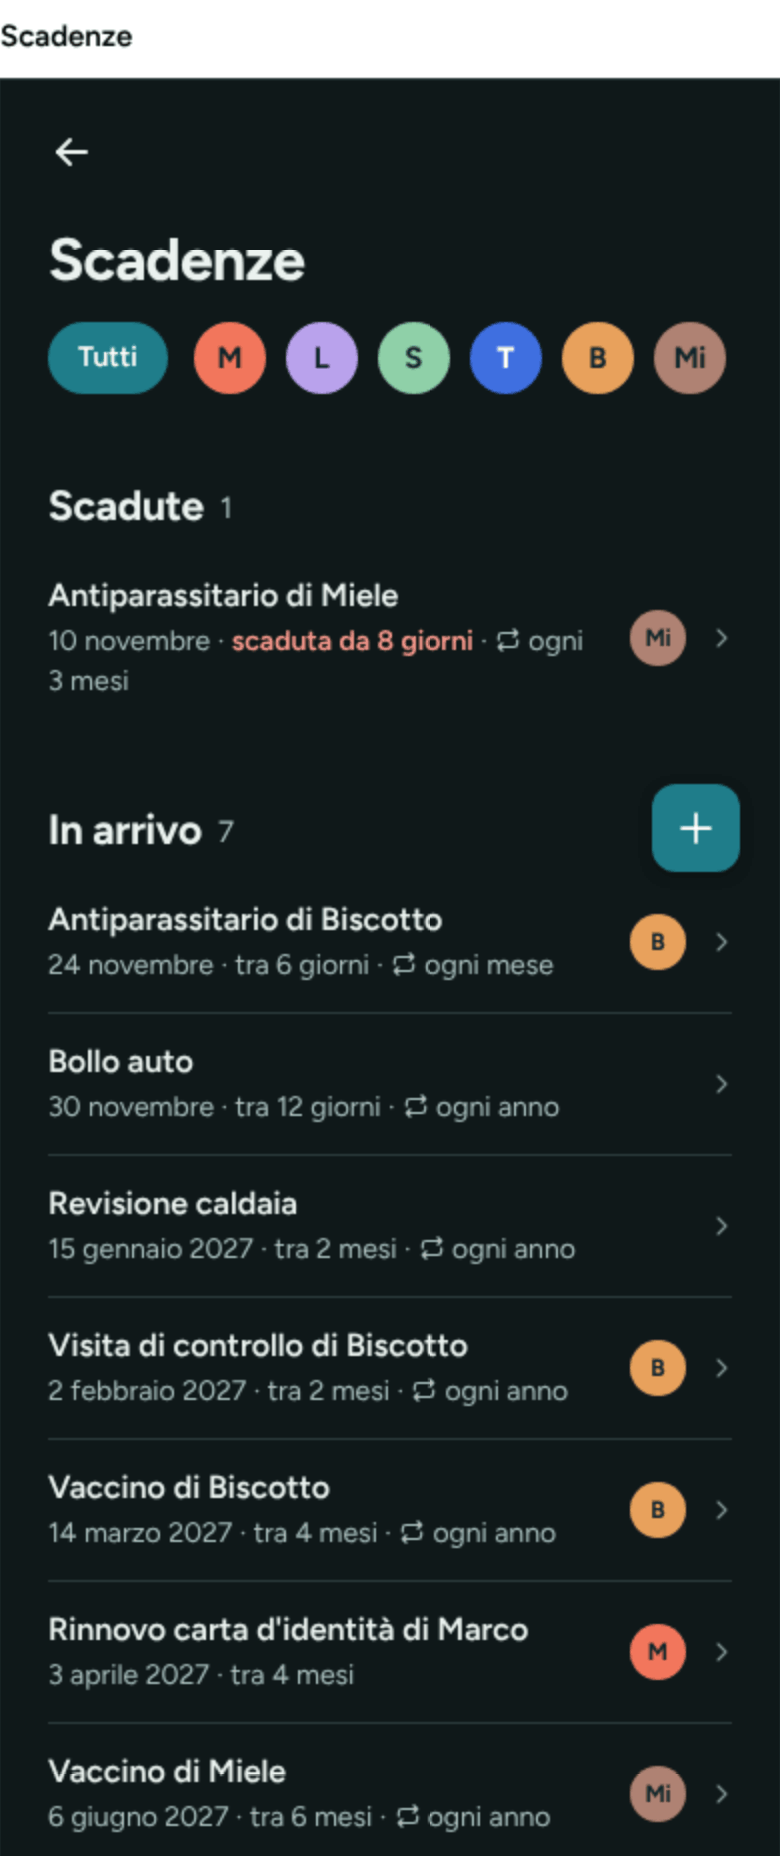 Scadenze
Scadenze
Tutti M L S T B Mi
Scadute 1
Antiparassitario di Miele
10 novembre · scaduta da 8 giorni · ogni
3 mesi
Mi
In arrivo 7
+
Antiparassitario di Biscotto
24 novembre · tra 6 giorni · ogni mese
B
Bollo auto
30 novembre · tra 12 giorni · ogni anno
Revisione caldaia
15 gennaio 2027 · tra 2 mesi · ogni anno
Visita di controllo di Biscotto
2 febbraio 2027 · tra 2 mesi · ogni anno
B
Vaccino di Biscotto
14 marzo 2027 · tra 4 mesi · ogni anno
B
Rinnovo carta d'identità di Marco
3 aprile 2027 · tra 4 mesi
M
Vaccino di Miele
6 giugno 2027 · tra 6 mesi · ogni anno
Mi